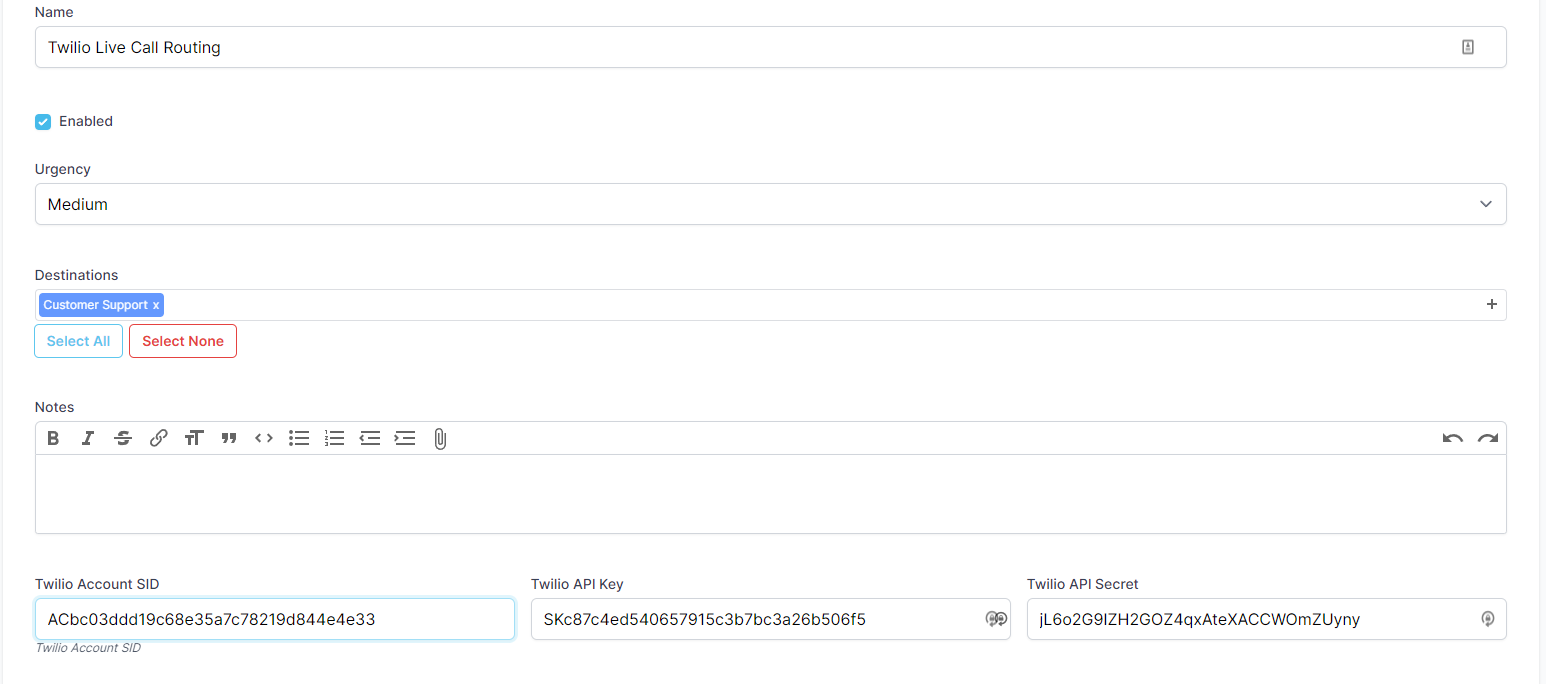 Name
Twilio Live Call Routing
Enabled
Urgency
Medium
Destinations
Customer Support x
Select All Select None
Notes
Twilio Account SID Twilio API Key Twilio API Secret
ACbc03ddd19c68e35a7c78219d844e4e33 SKc87c4ed540657915c3b7bc3a26b506f5 jL6o2G9IZH2GOZ4qxAteXACCWOmZUyny
Twilio Account SID